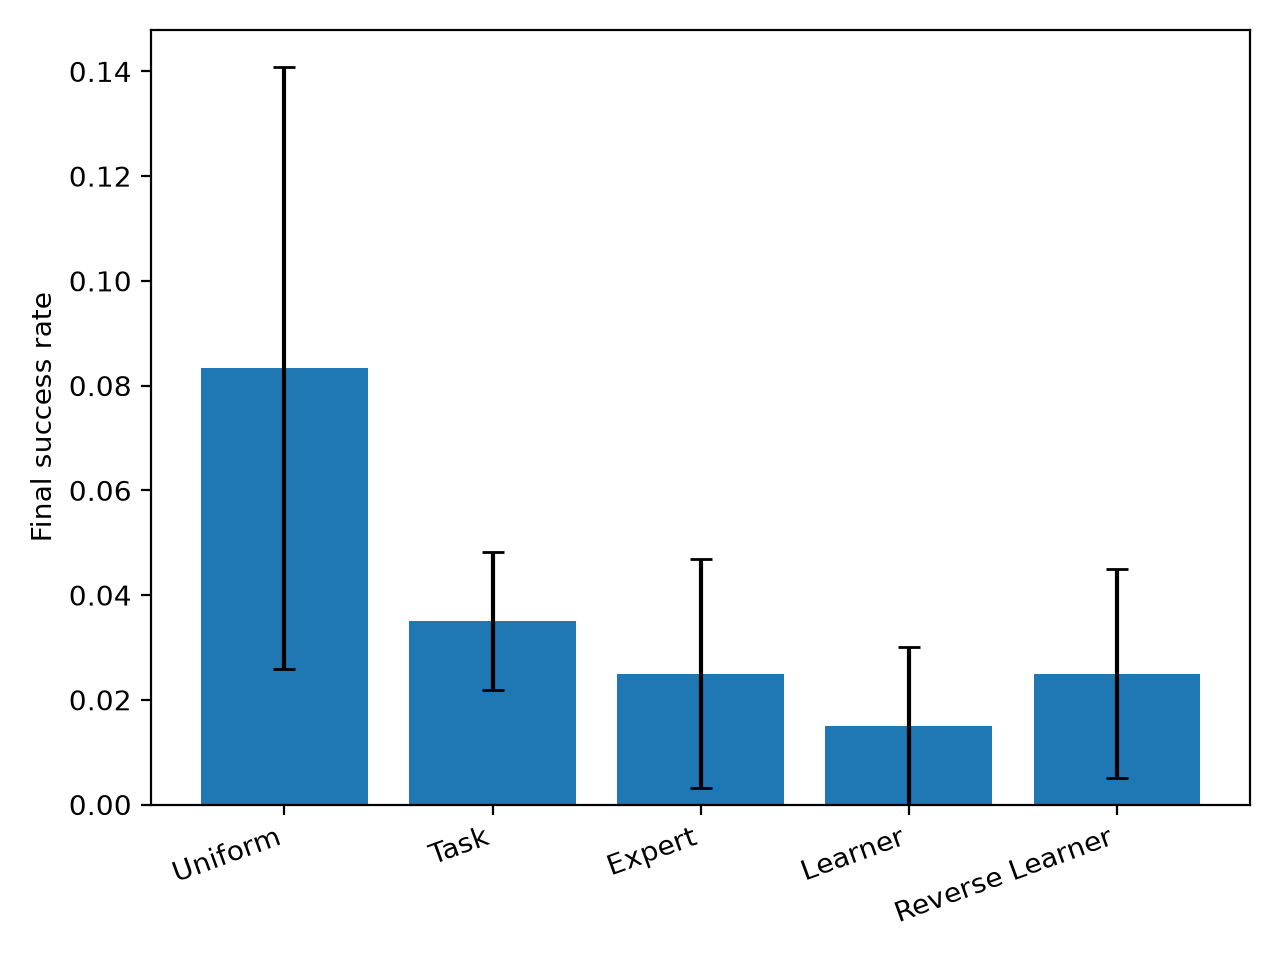 0.14
0.12
0.10
0.08
0.06
0.04
0.02
0.00
Final success rate
Uniform
Task
Expert
Learner
Reverse Learner